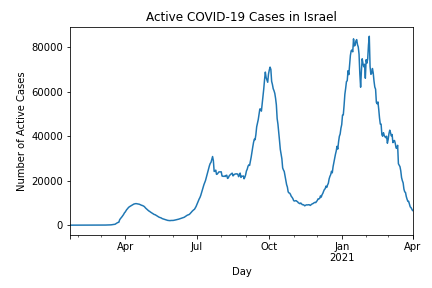 Active COVID-19 Cases in Israel
80000
60000
40000
20000
0
Number of Active Cases
Apr Jul Oct Jan Apr
2021
Day